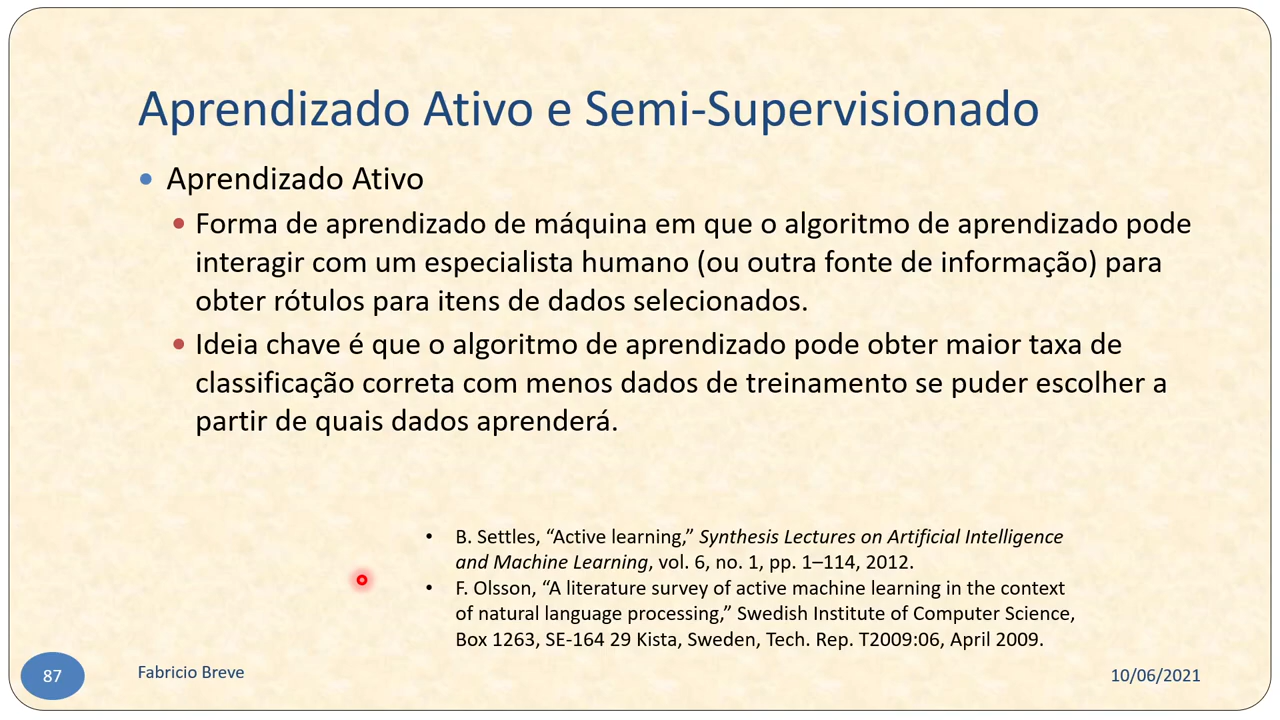 Aprendizado Ativo e Semi-Supervisionado
• Aprendizado Ativo
• Forma de aprendizado de máquina em que o algoritmo de aprendizado pode
interagir com um especialista humano (ou outra fonte de informação) para
obter rótulos para itens de dados selecionados.
• Ideia chave é que o algoritmo de aprendizado pode obter maior taxa de
classificação correta com menos dados de treinamento se puder escolher a
partir de quais dados aprenderá.
• B. Settles, “Active learning,” Synthesis Lectures on Artificial Intelligence
and Machine Learning, vol. 6, no. 1, pp. 1–114, 2012.
• F. Olsson, “A literature survey of active machine learning in the context
of natural language processing,” Swedish Institute of Computer Science,
Box 1263, SE-164 29 Kista, Sweden, Tech. Rep. T2009:06, April 2009.
87
Fabricio Breve
10/06/2021